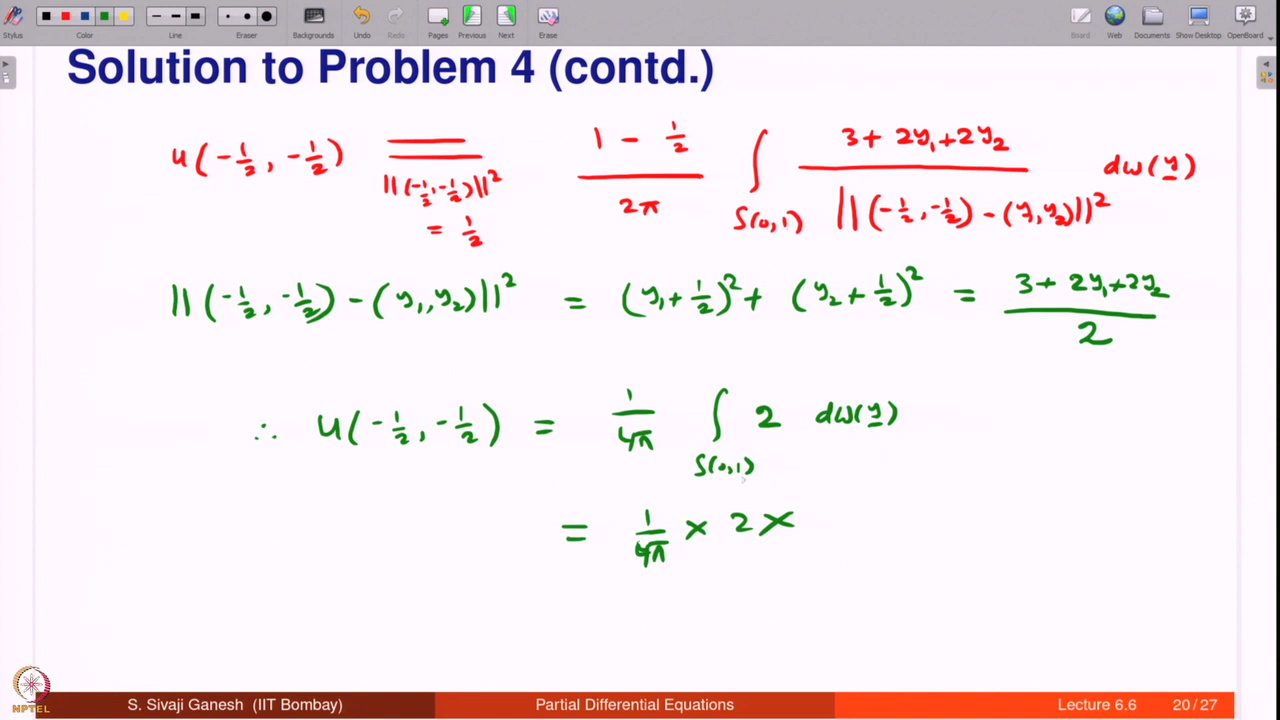 Stylus Color Line Eraser Backgrounds Undo Redo Pages Previous Next Erase Board Web Documents Show Desktop OpenBoard
Solution to Problem 4 (contd.)
u(-1/2, -1/2) = (1 - 1/2)/(2π) ∫ (3 + 2y₁ + 2y₂)/(||(-1/2, -1/2) - (y₁, y₂)||²) dω(y)
||(-1/2, -1/2)||² = 1/2
S(0,1)
||(-1/2, -1/2) - (y₁, y₂)||² = (y₁ + 1/2)² + (y₂ + 1/2)² = (3 + 2y₁ + 2y₂)/2
∴ u(-1/2, -1/2) = 1/4π ∫ 2 dω(y)
S(0,1)
= 1/4π × 2 ×
NPTEL
S. Sivaji Ganesh (IIT Bombay) Partial Differential Equations Lecture 6.6 20/27